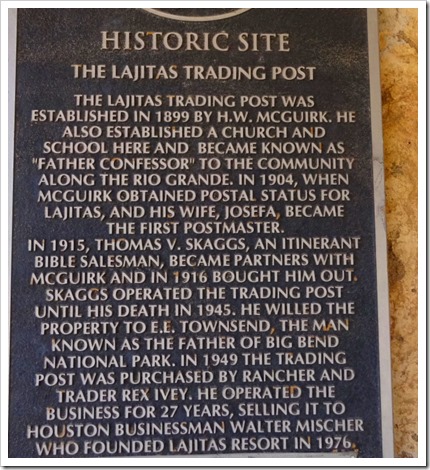 HISTORIC SITE
THE LAJITAS TRADING POST
THE LAJITAS TRADING POST WAS
ESTABLISHED IN 1899 BY H.W. MCGUIRK. HE
ALSO ESTABLISHED A CHURCH AND
SCHOOL HERE AND BECAME KNOWN AS
"FATHER CONFESSOR" TO THE COMMUNITY
ALONG THE RIO GRANDE. IN 1904, WHEN
MCGUIRK OBTAINED POSTAL STATUS FOR
LAJITAS, AND HIS WIFE, JOSEFA, BECAME
THE FIRST POSTMASTER.
IN 1915, THOMAS V. SKAGGS, AN ITINERANT
BIBLE SALESMAN, BECAME PARTNERS WITH
MCGUIRK AND IN 1916 BOUGHT HIM OUT.
SKAGGS OPERATED THE TRADING POST
UNTIL HIS DEATH IN 1945. HE WILLED THE
PROPERTY TO E.E. TOWNSEND, THE MAN
KNOWN AS THE FATHER OF BIG BEND
NATIONAL PARK. IN 1949 THE TRADING
POST WAS PURCHASED BY RANCHER AND
TRADER REX IVEY. HE OPERATED THE
BUSINESS FOR 27 YEARS, SELLING IT TO
HOUSTON BUSINESSMAN WALTER MISCHER
WHO FOUNDED LAJITAS RESORT IN 1976.